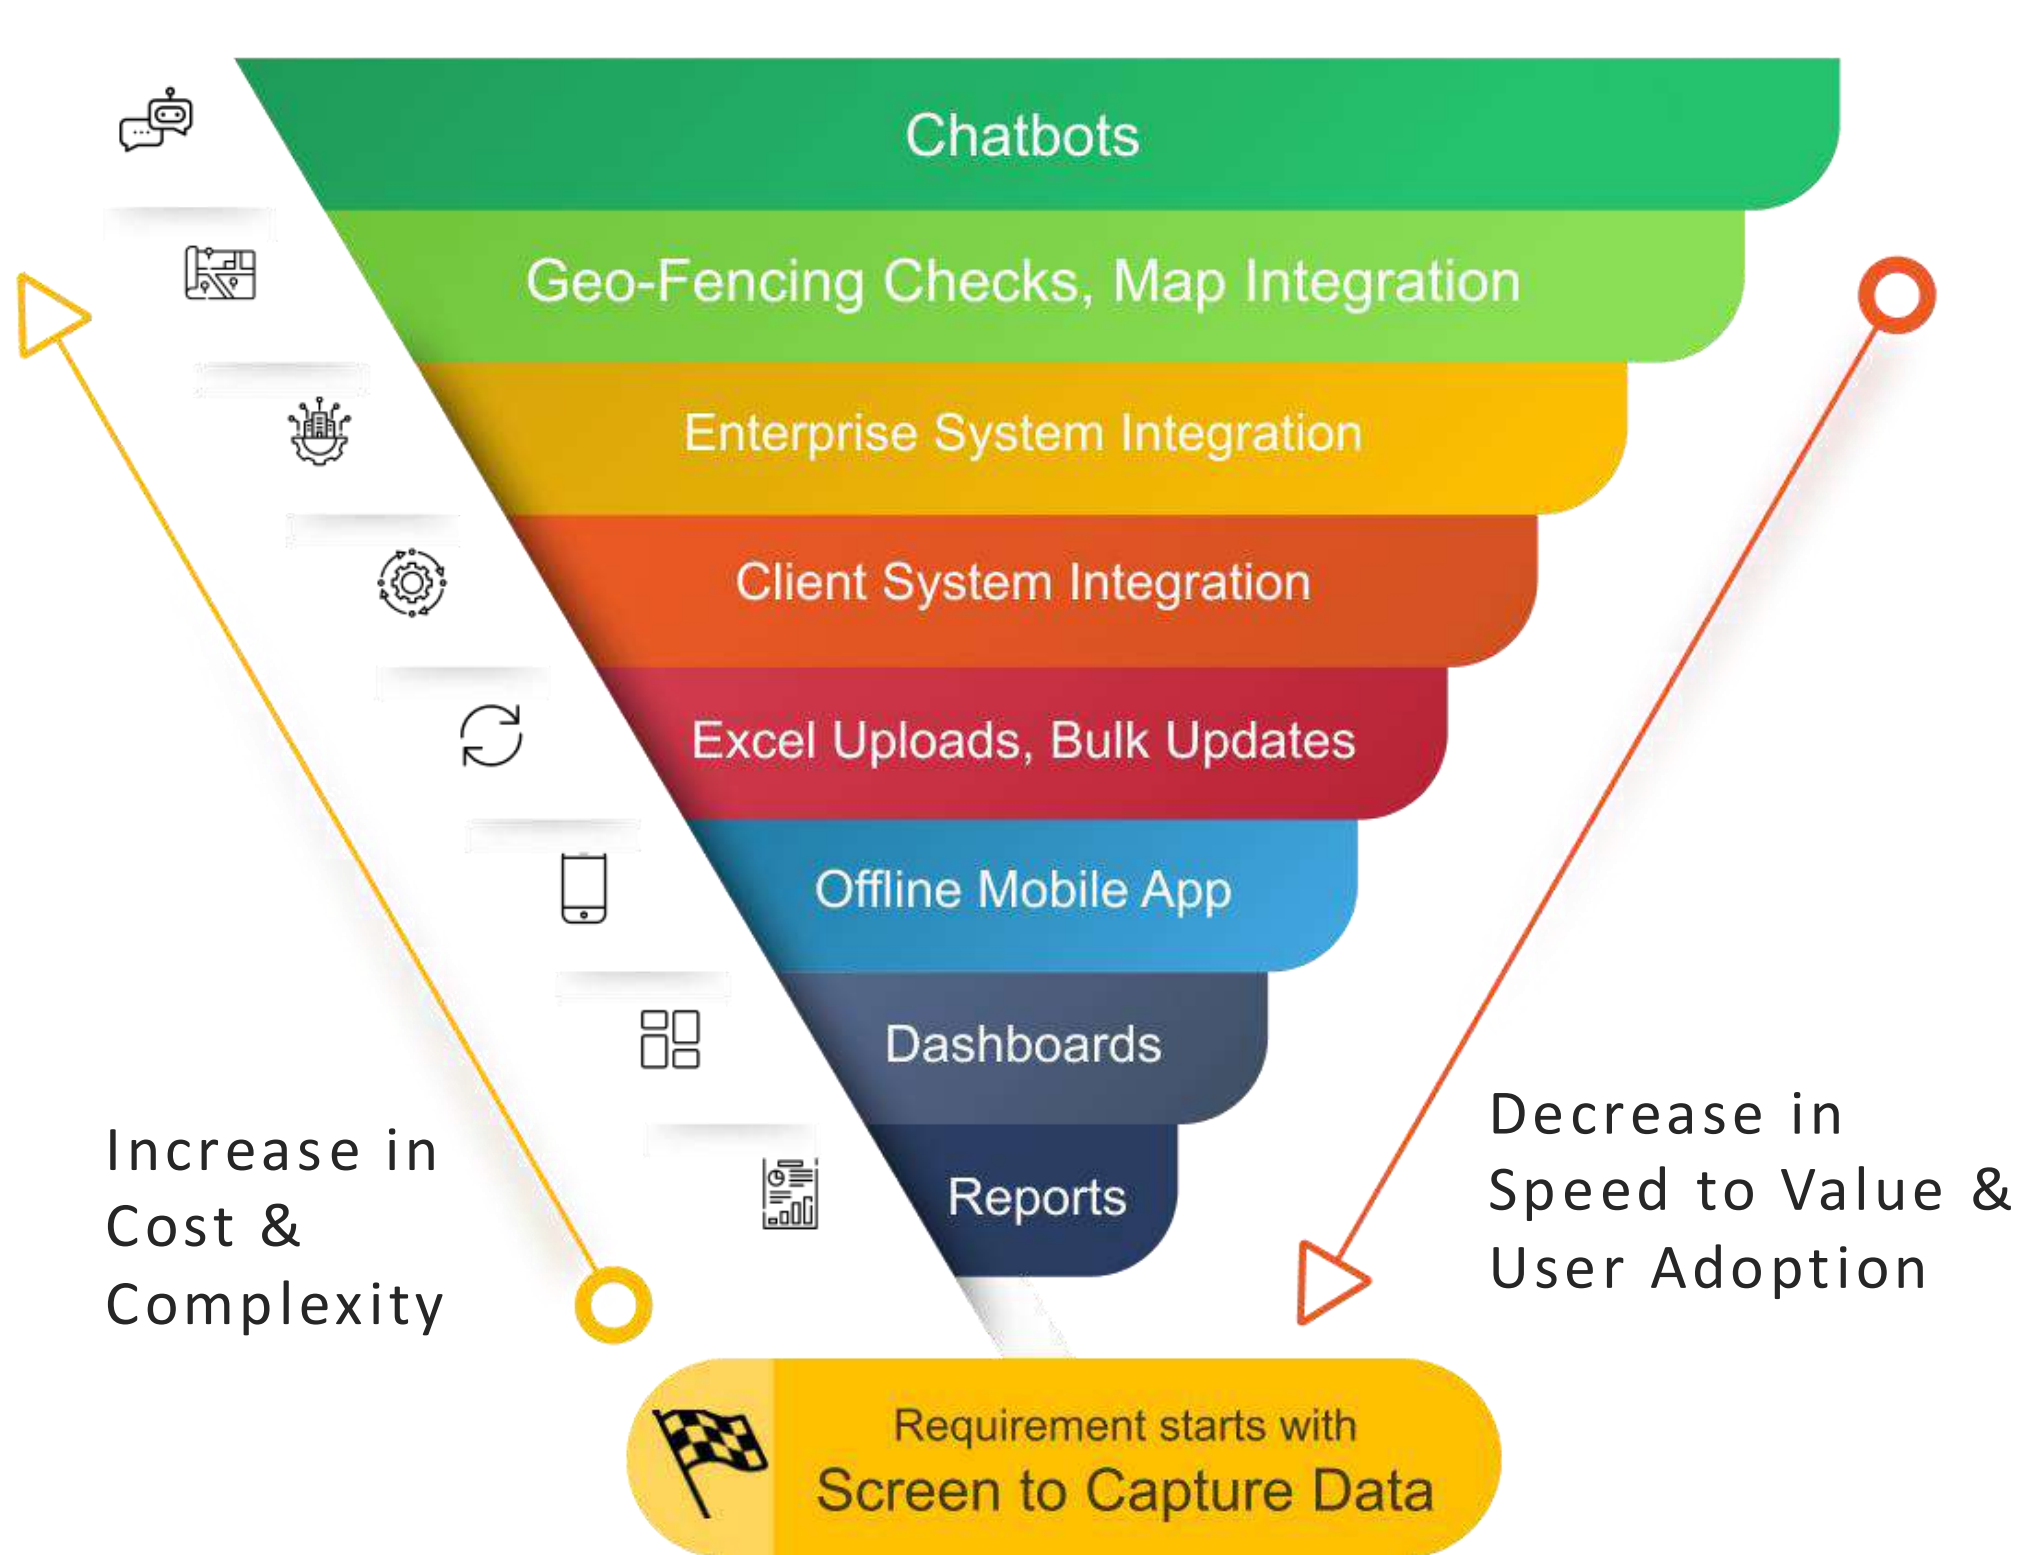 Chatbots
Geo-Fencing Checks, Map Integration
Enterprise System Integration
Client System Integration
Excel Uploads, Bulk Updates
Offline Mobile App
Dashboards
Reports
Increase in
Cost &
Complexity
Decrease in
Speed to Value &
User Adoption
Requirement starts with
Screen to Capture Data